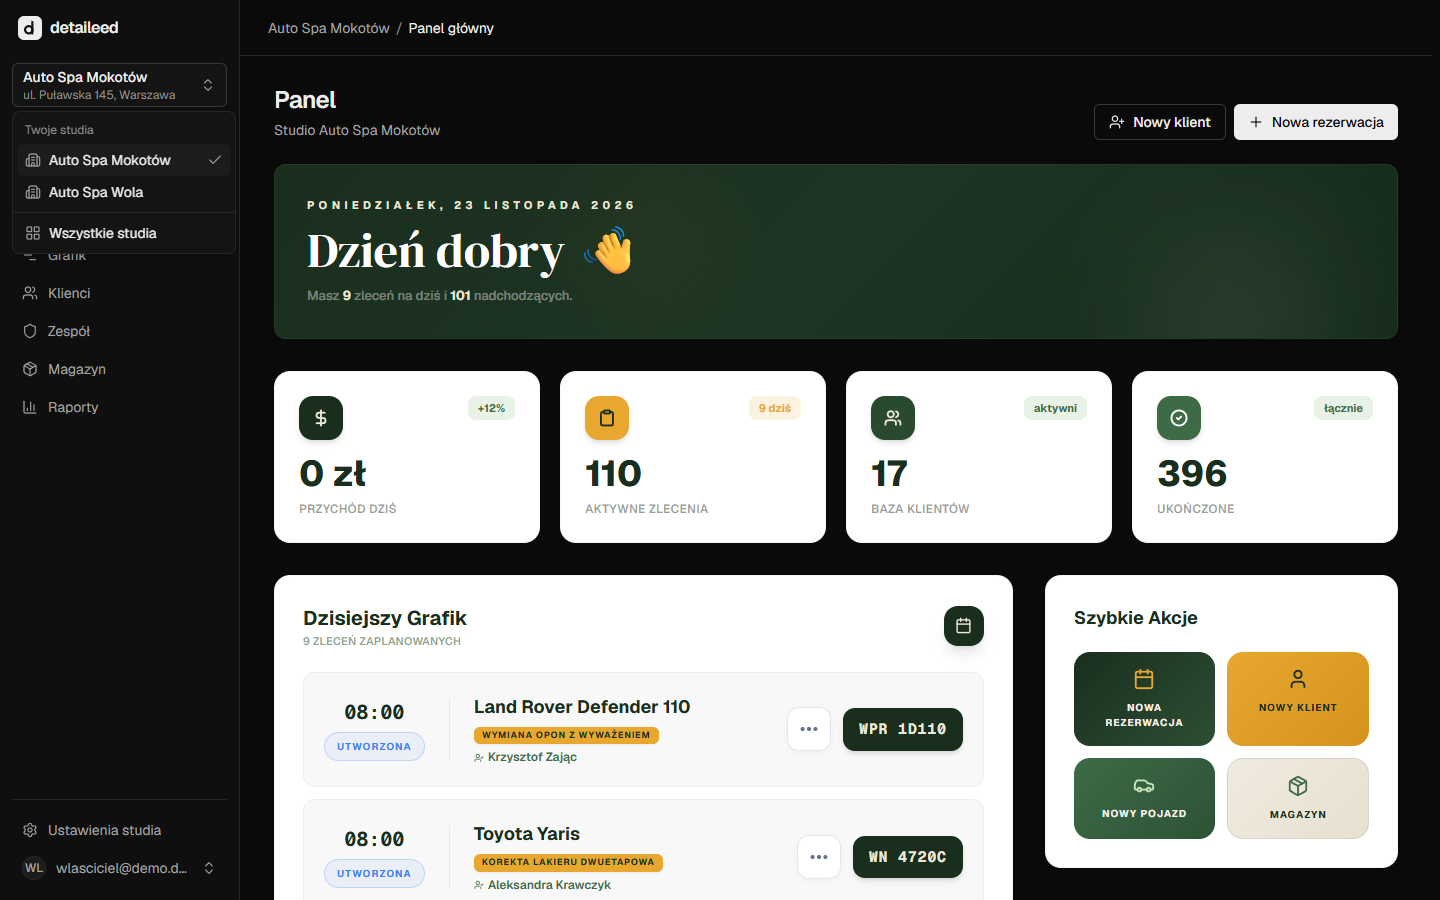 detaileed
Auto Spa Mokotów
ul. Puławska 145, Warszawa
Twoje studia
Auto Spa Mokotów
Auto Spa Wola
Wszystkie studia
Grafik
Klienci
Zespół
Magazyn
Raporty
Ustawienia studia
WL wlasciciel@demo.d...
Auto Spa Mokotów / Panel główny
Panel
Studio Auto Spa Mokotów
Nowy klient
Nowa rezerwacja
PONIEDZIAŁEK, 23 LISTOPADA 2026
Dzień dobry 👋
Masz 9 zleceń na dziś i 101 nadchodzących.
+12%
0 zł
PRZYCHÓD DZIŚ
9 dziś
110
AKTYWNE ZLECENIA
aktywni
17
BAZA KLIENTÓW
łącznie
396
UKOŃCZONE
Dzisiejszy Grafik
9 ZLECEŃ ZAPLANOWANYCH
08:00
UTWORZONA
Land Rover Defender 110
WYMIANA OPON Z WYWAŻENIEM
Krzysztof Zając
WPR 1D110
08:00
UTWORZONA
Toyota Yaris
KOREKTA LAKIERU DWUETAPOWA
Aleksandra Krawczyk
WN 4720C
Szybkie Akcje
NOWA
REZERWACJA
NOWY KLIENT
NOWY POJAZD
MAGAZYN